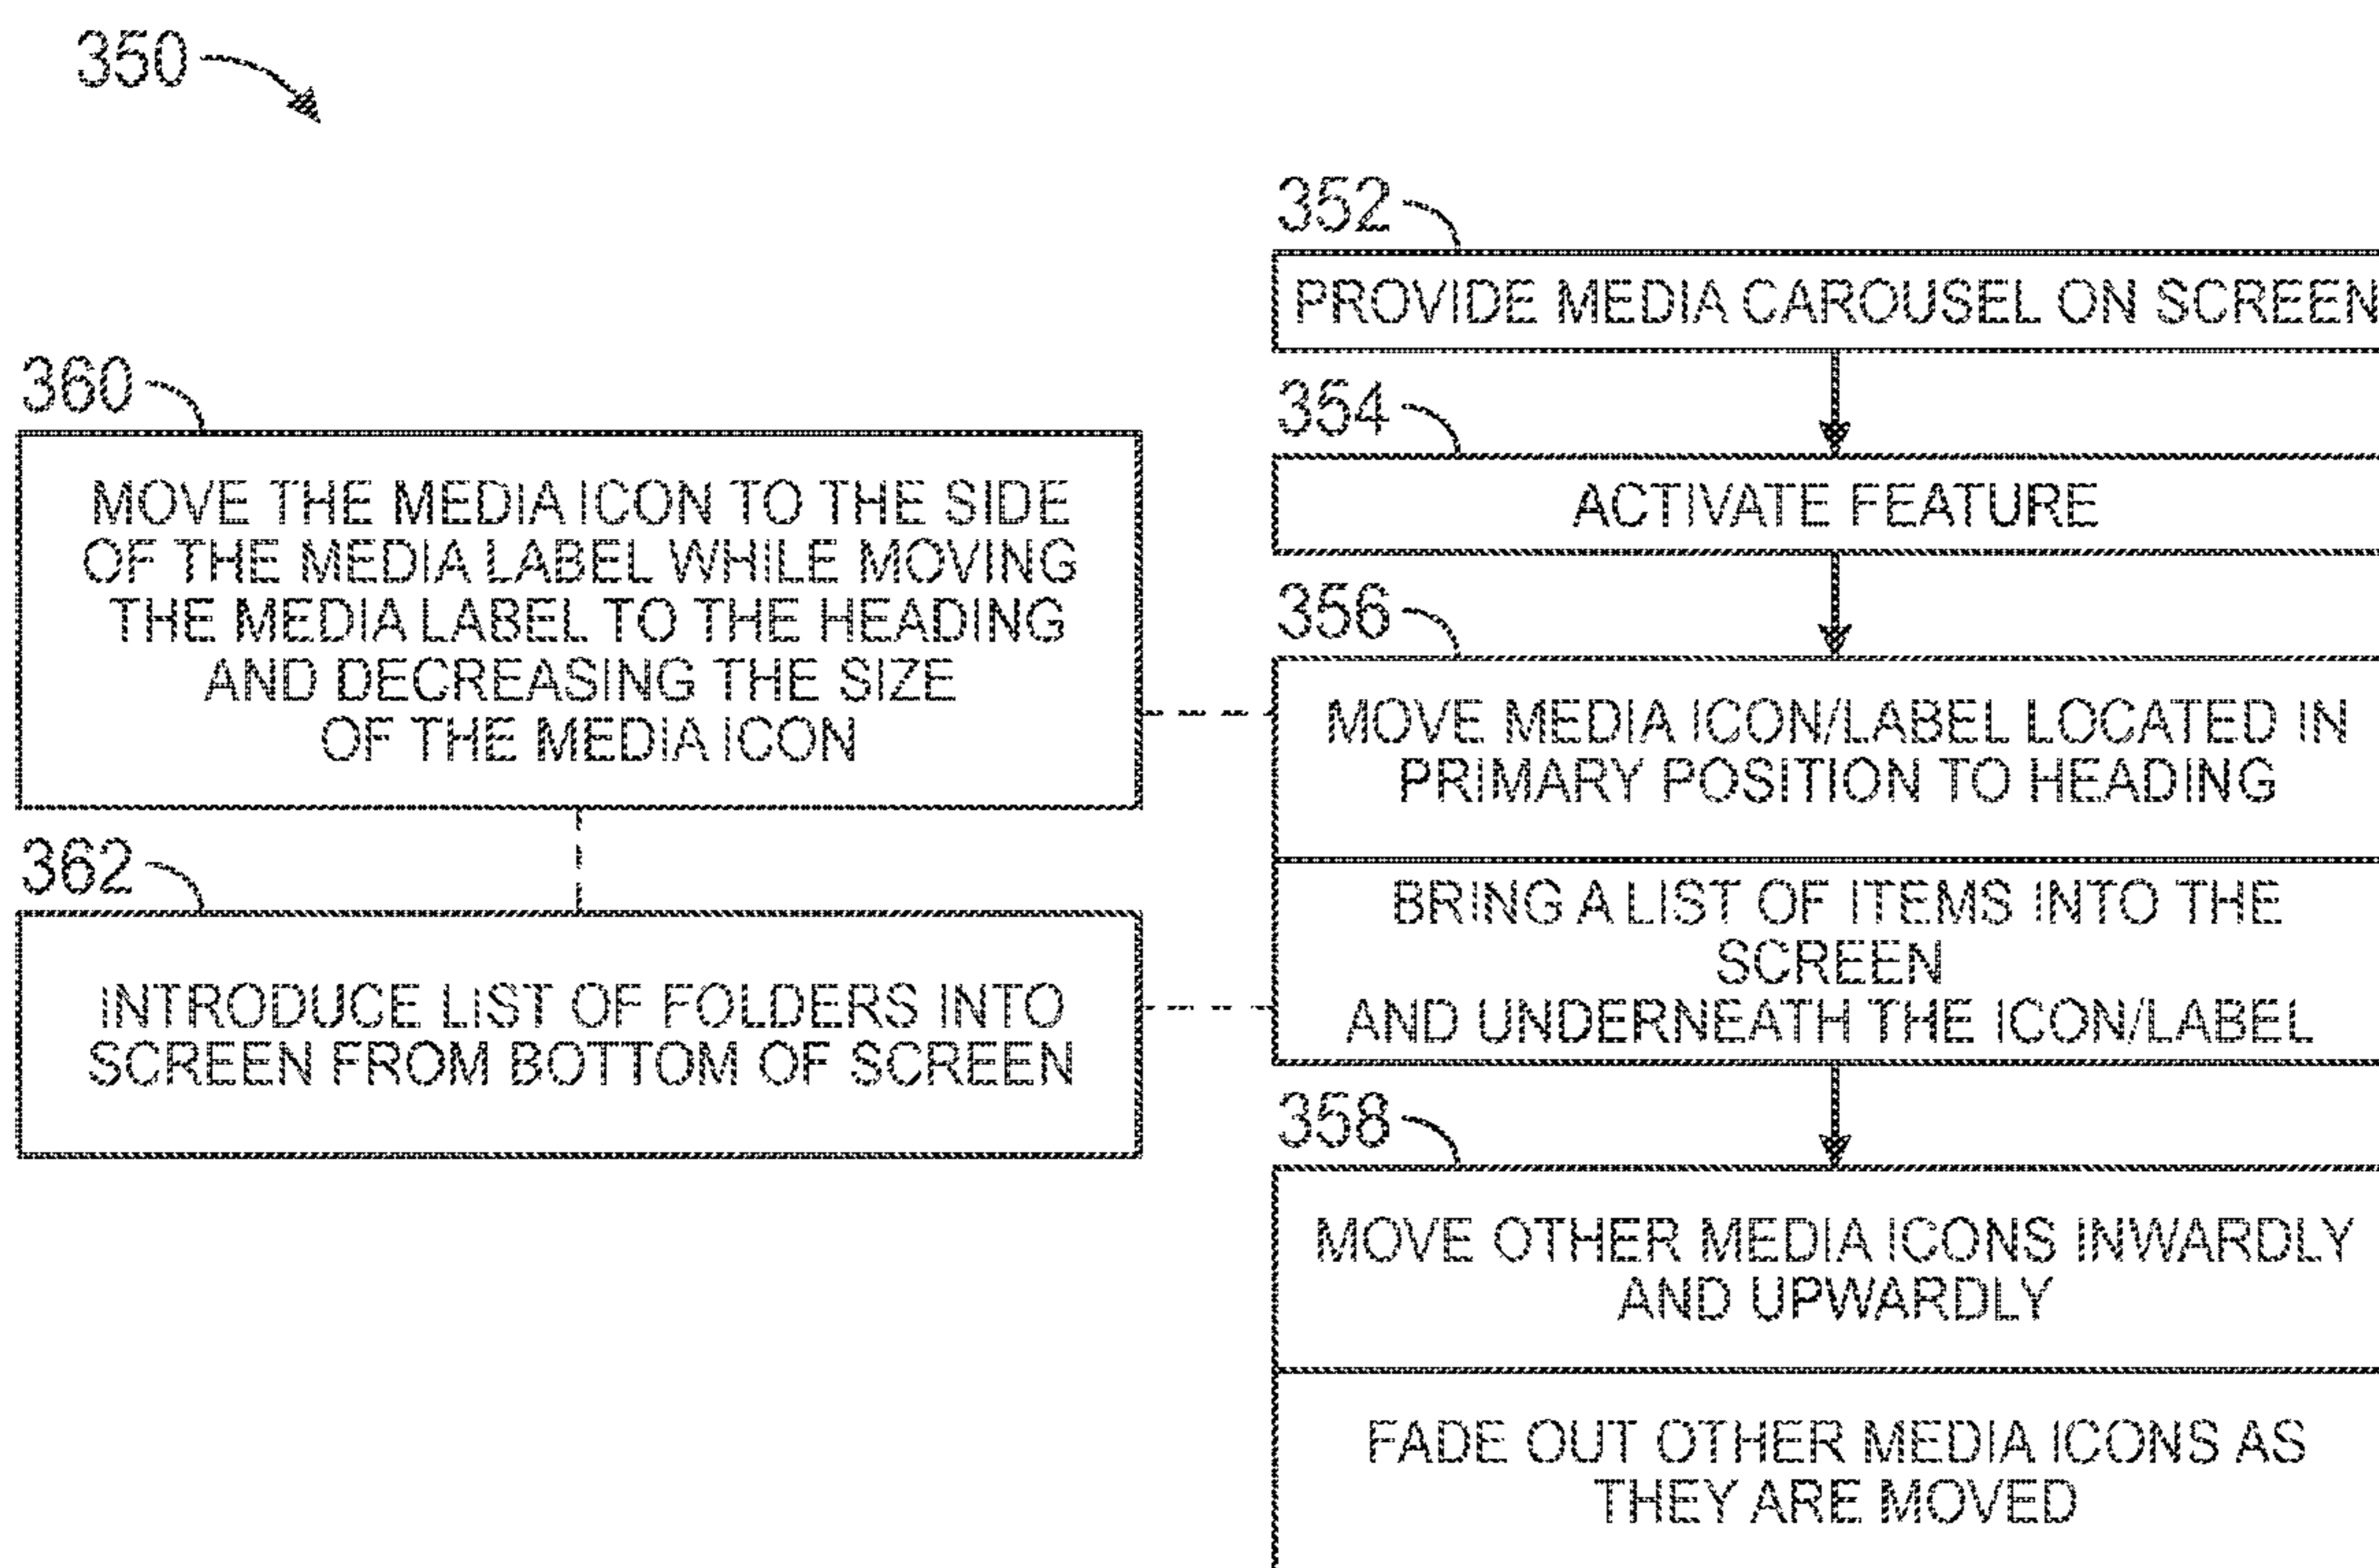 350
352
PROVIDE MEDIA CAROUSEL ON SCREEN
354
ACTIVATE FEATURE
356
MOVE MEDIA ICON/LABEL LOCATED IN
PRIMARY POSITION TO HEADING
BRING A LIST OF ITEMS INTO THE
SCREEN
AND UNDERNEATH THE ICON/LABEL
358
MOVE OTHER MEDIA ICONS INWARDLY
AND UPWARDLY
FADE OUT OTHER MEDIA ICONS AS
THEY ARE MOVED
360
MOVE THE MEDIA ICON TO THE SIDE
OF THE MEDIA LABEL WHILE MOVING
THE MEDIA LABEL TO THE HEADING
AND DECREASING THE SIZE
OF THE MEDIA ICON
362
INTRODUCE LIST OF FOLDERS INTO
SCREEN FROM BOTTOM OF SCREEN